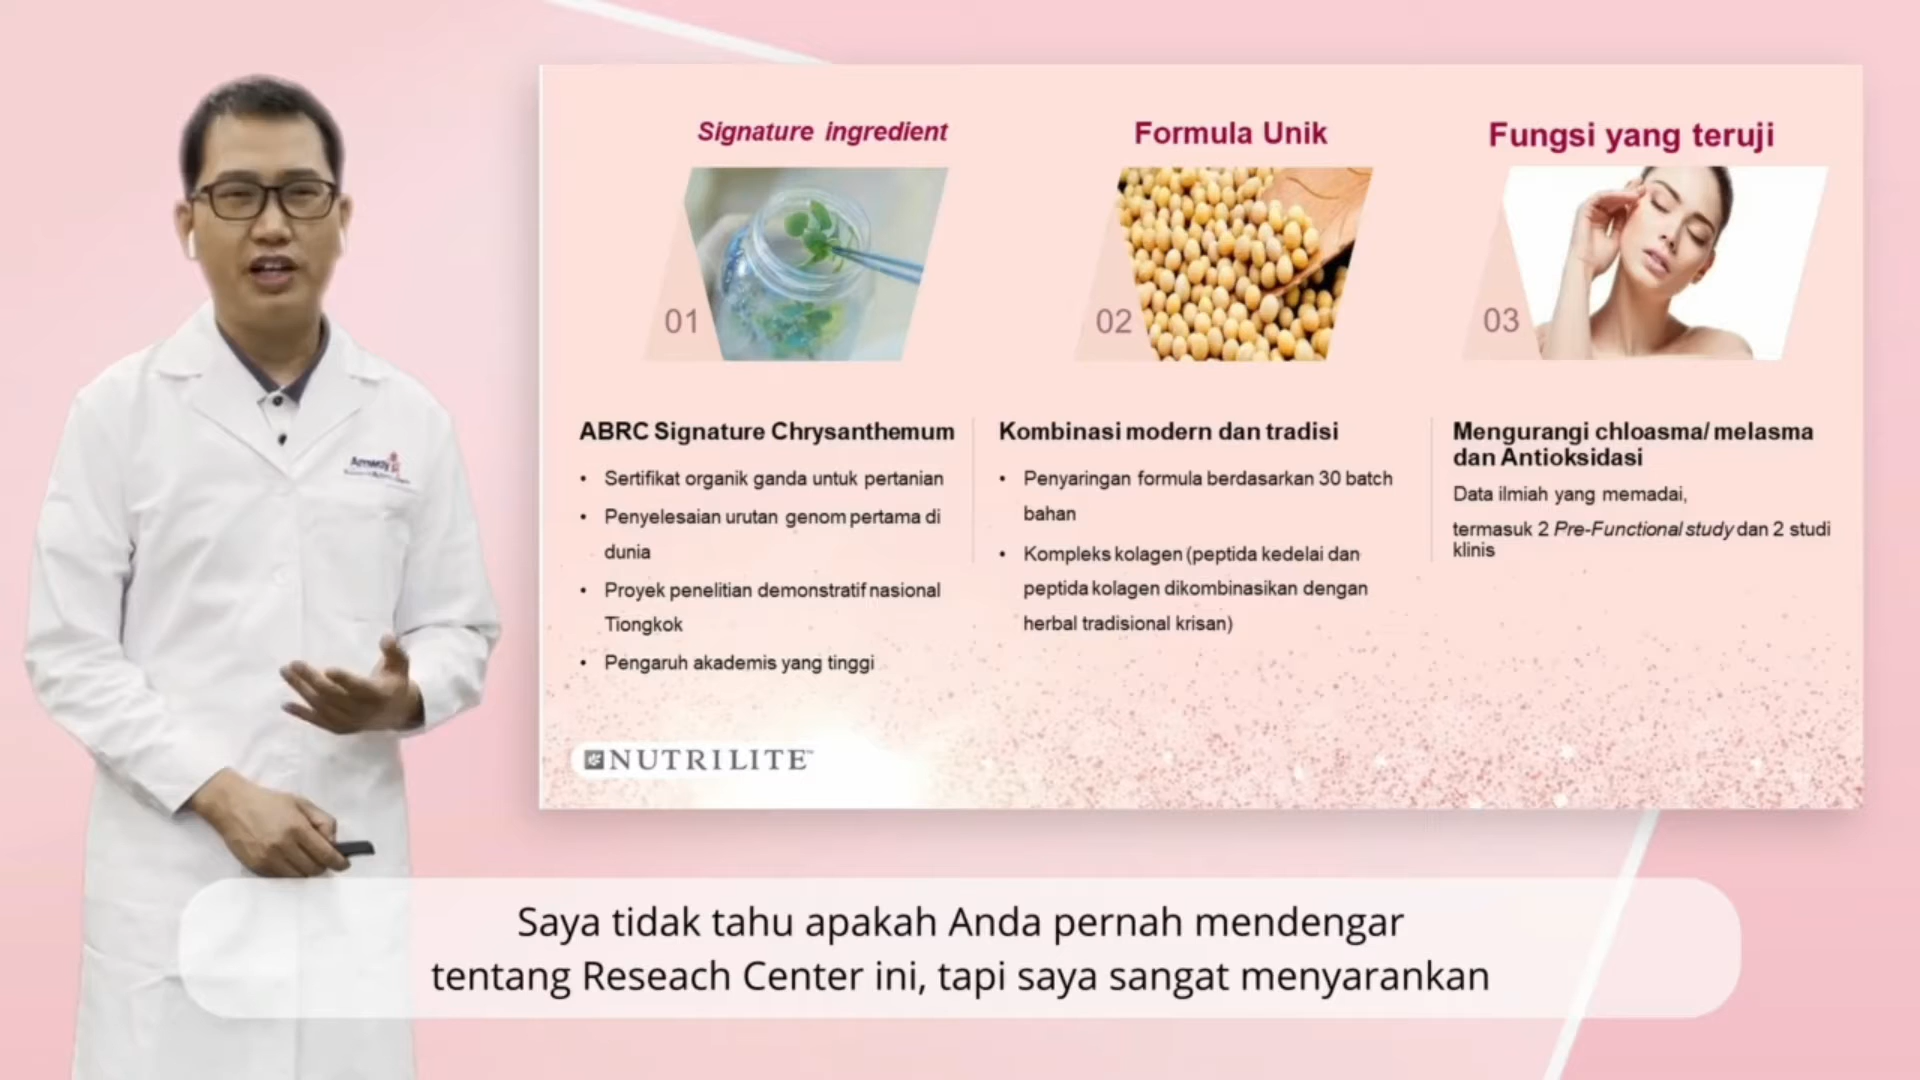 Signature ingredient
Formula Unik
Fungsi yang teruji
01
02
03
ABRC Signature Chrysanthemum
• Sertifikat organik ganda untuk pertanian
• Penyelesaian urutan genom pertama di
dunia
• Proyek penelitian demonstratif nasional
Tiongkok
• Pengaruh akademis yang tinggi
Kombinasi modern dan tradisi
• Penyaringan formula berdasarkan 30 batch
bahan
• Kompleks kolagen (peptida kedelai dan
peptida kolagen dikombinasikan dengan
herbal tradisional krisan)
Mengurangi chloasma/ melasma
dan Antioksidasi
Data ilmiah yang memadai,
termasuk 2 Pre-Functional study dan 2 studi
klinis
NUTRILITE™
Amway
Saya tidak tahu apakah Anda pernah mendengar
tentang Reseach Center ini, tapi saya sangat menyarankan